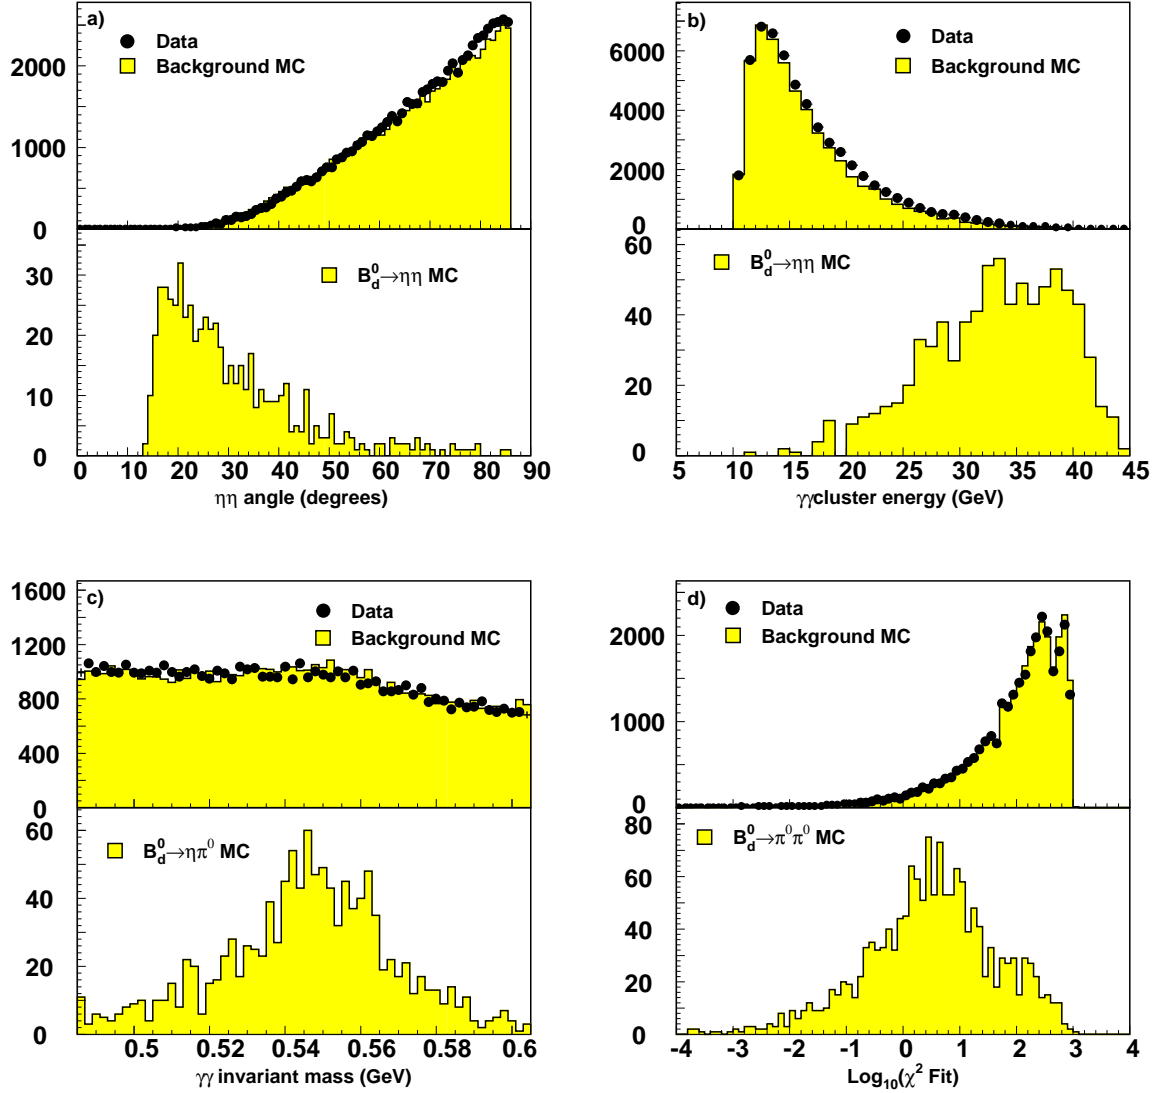 a)
Data
Background MC
2000
1000
0
B⁰_d→ηη MC
30
20
10
0
0 10 20 30 40 50 60 70 80 90
ηη angle (degrees)
b)
Data
Background MC
6000
4000
2000
0
B⁰_d→ηη MC
60
40
20
0
5 10 15 20 25 30 35 40 45
γγcluster energy (GeV)
c)
Data
Background MC
1600
1200
1000
800
400
0
B⁰_d→ηπ⁰ MC
60
40
20
0
0.5 0.52 0.54 0.56 0.58 0.6
γγ invariant mass (GeV)
d)
Data
Background MC
2000
1000
0
B⁰_d→π⁰π⁰ MC
80
60
40
20
0
-4 -3 -2 -1 0 1 2 3 4
Log₁₀(χ² Fit)